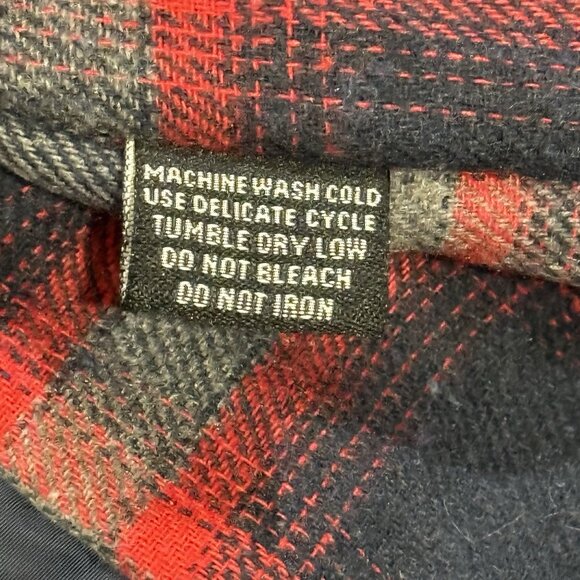 MACHINE WASH COLD
USE DELICATE CYCLE
TUMBLE DRY LOW
DO NOT BLEACH
DO NOT IRON